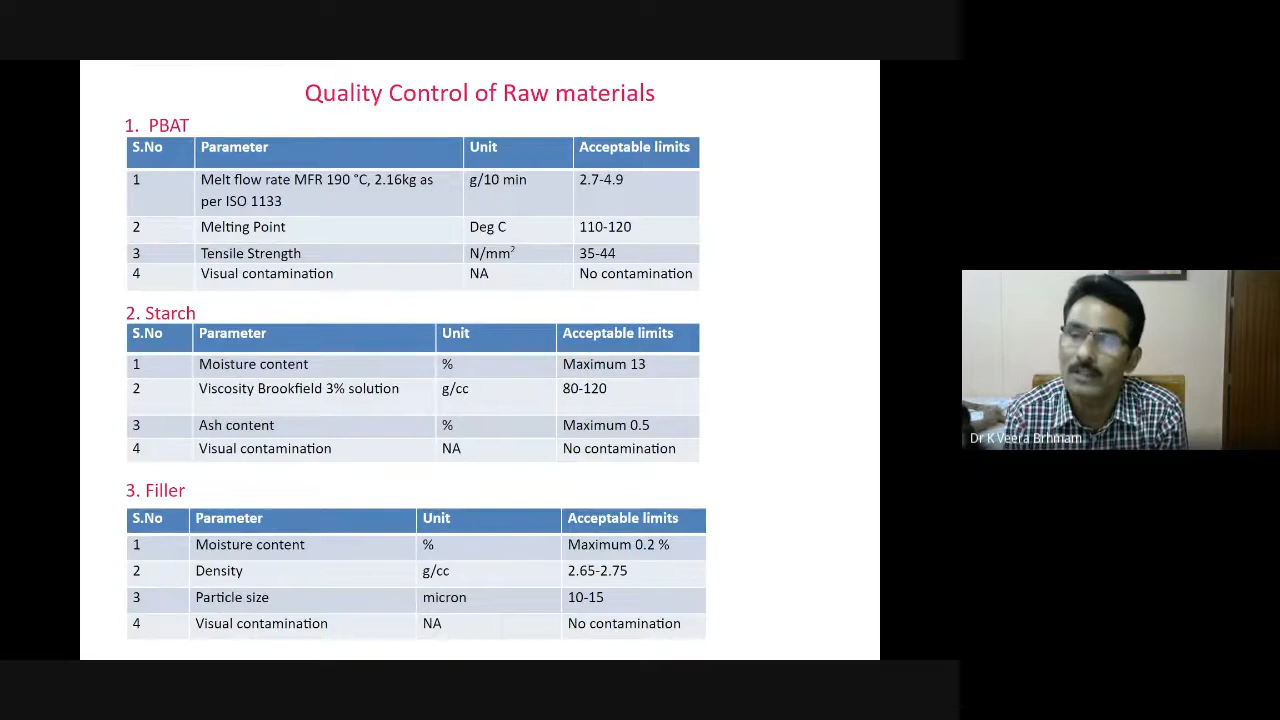 Quality Control of Raw materials
1. PBAT
S.No Parameter Unit Acceptable limits
1 Melt flow rate MFR 190 °C, 2.16kg as g/10 min 2.7-4.9
per ISO 1133
2 Melting Point Deg C 110-120
3 Tensile Strength N/mm² 35-44
4 Visual contamination NA No contamination
2. Starch
S.No Parameter Unit Acceptable limits
1 Moisture content % Maximum 13
2 Viscosity Brookfield 3% solution g/cc 80-120
3 Ash content % Maximum 0.5
4 Visual contamination NA No contamination
3. Filler
S.No Parameter Unit Acceptable limits
1 Moisture content % Maximum 0.2 %
2 Density g/cc 2.65-2.75
3 Particle size micron 10-15
4 Visual contamination NA No contamination
Dr K Veera Brhmam